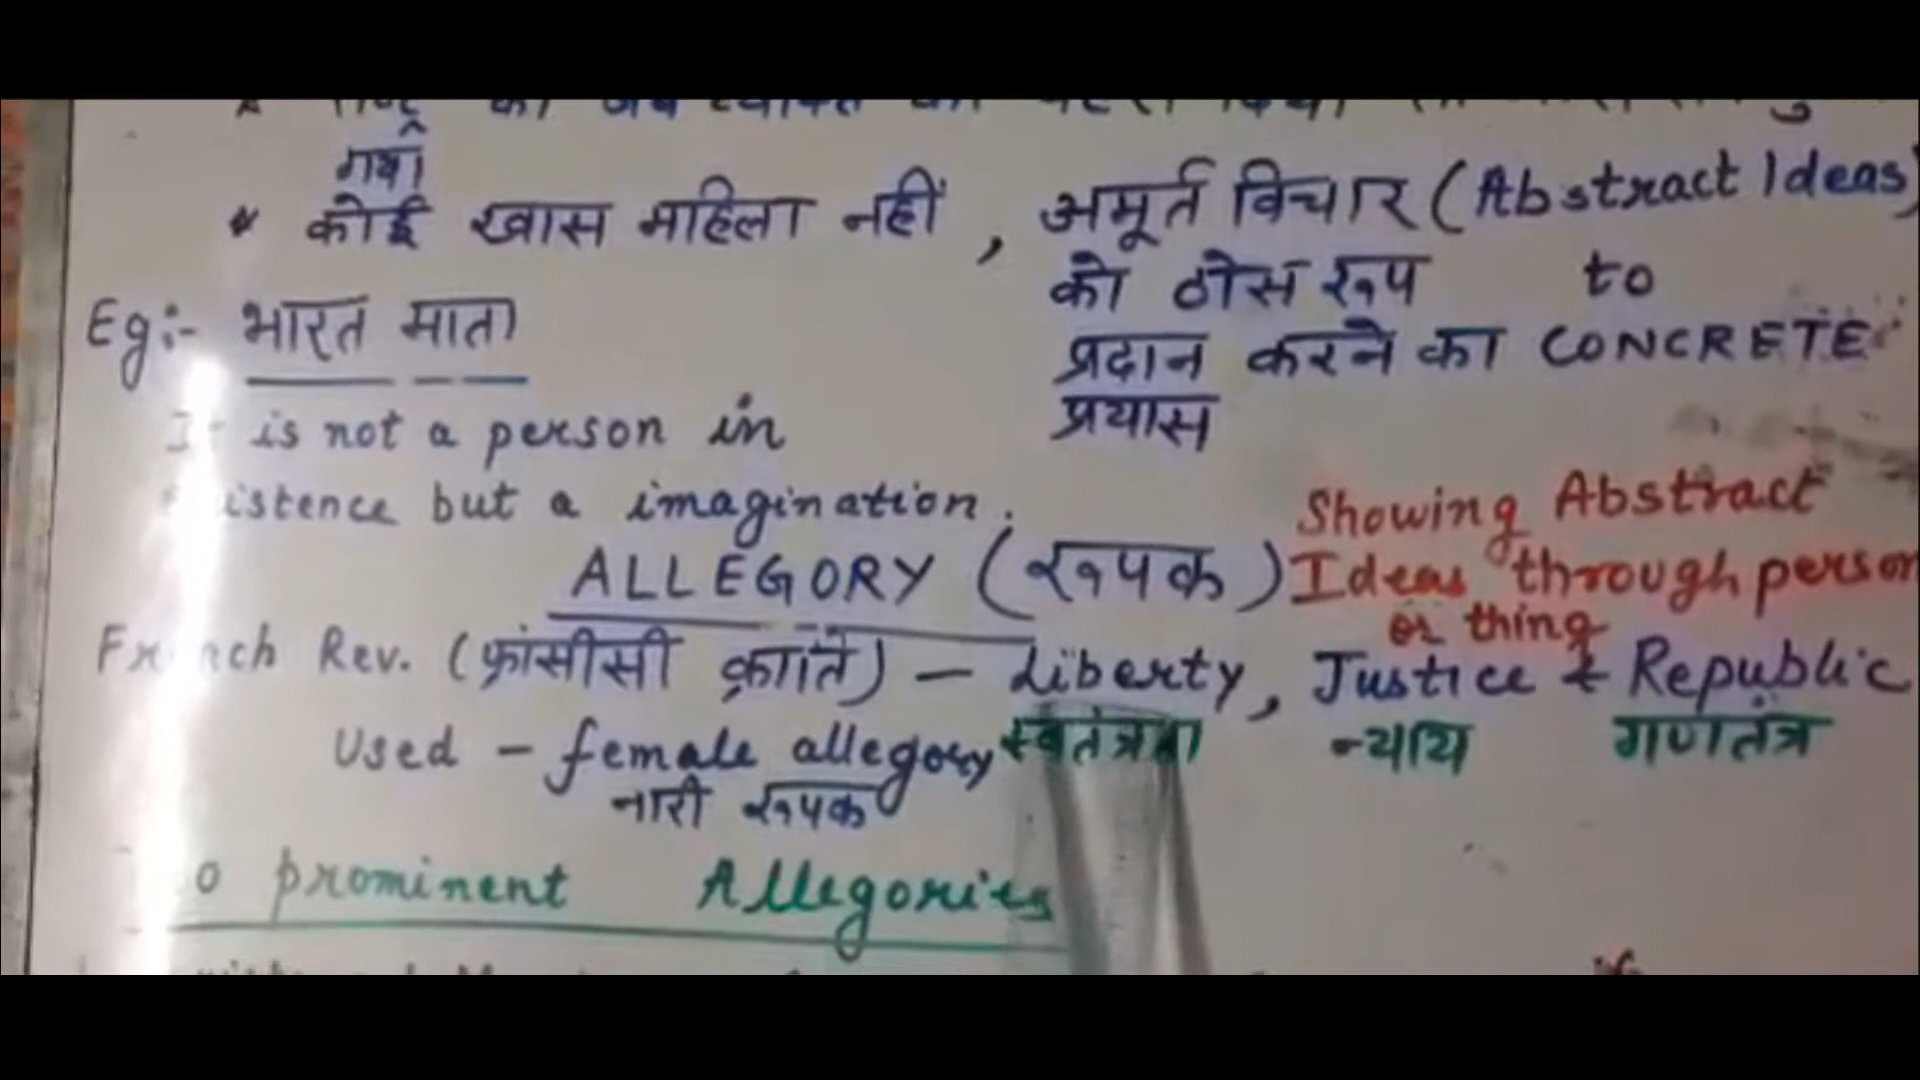 गया
* कोई खास महिला नहीं , अमूर्त विचार (Abstract Ideas)
को ठोस रूप to
Eg:- भारत माता
प्रदान करने का CONCRETE
प्रयास
It is not a person in
istence but a imagination.
Showing Abstract
ALLEGORY (रूपक) Ideas through person
or thing
French Rev. (फ्रांसीसी क्रांति) – Liberty, Justice & Republic
स्वतंत्रता न्याय गणतंत्र
Used – female allegory
नारी रूपक
o prominent Allegories